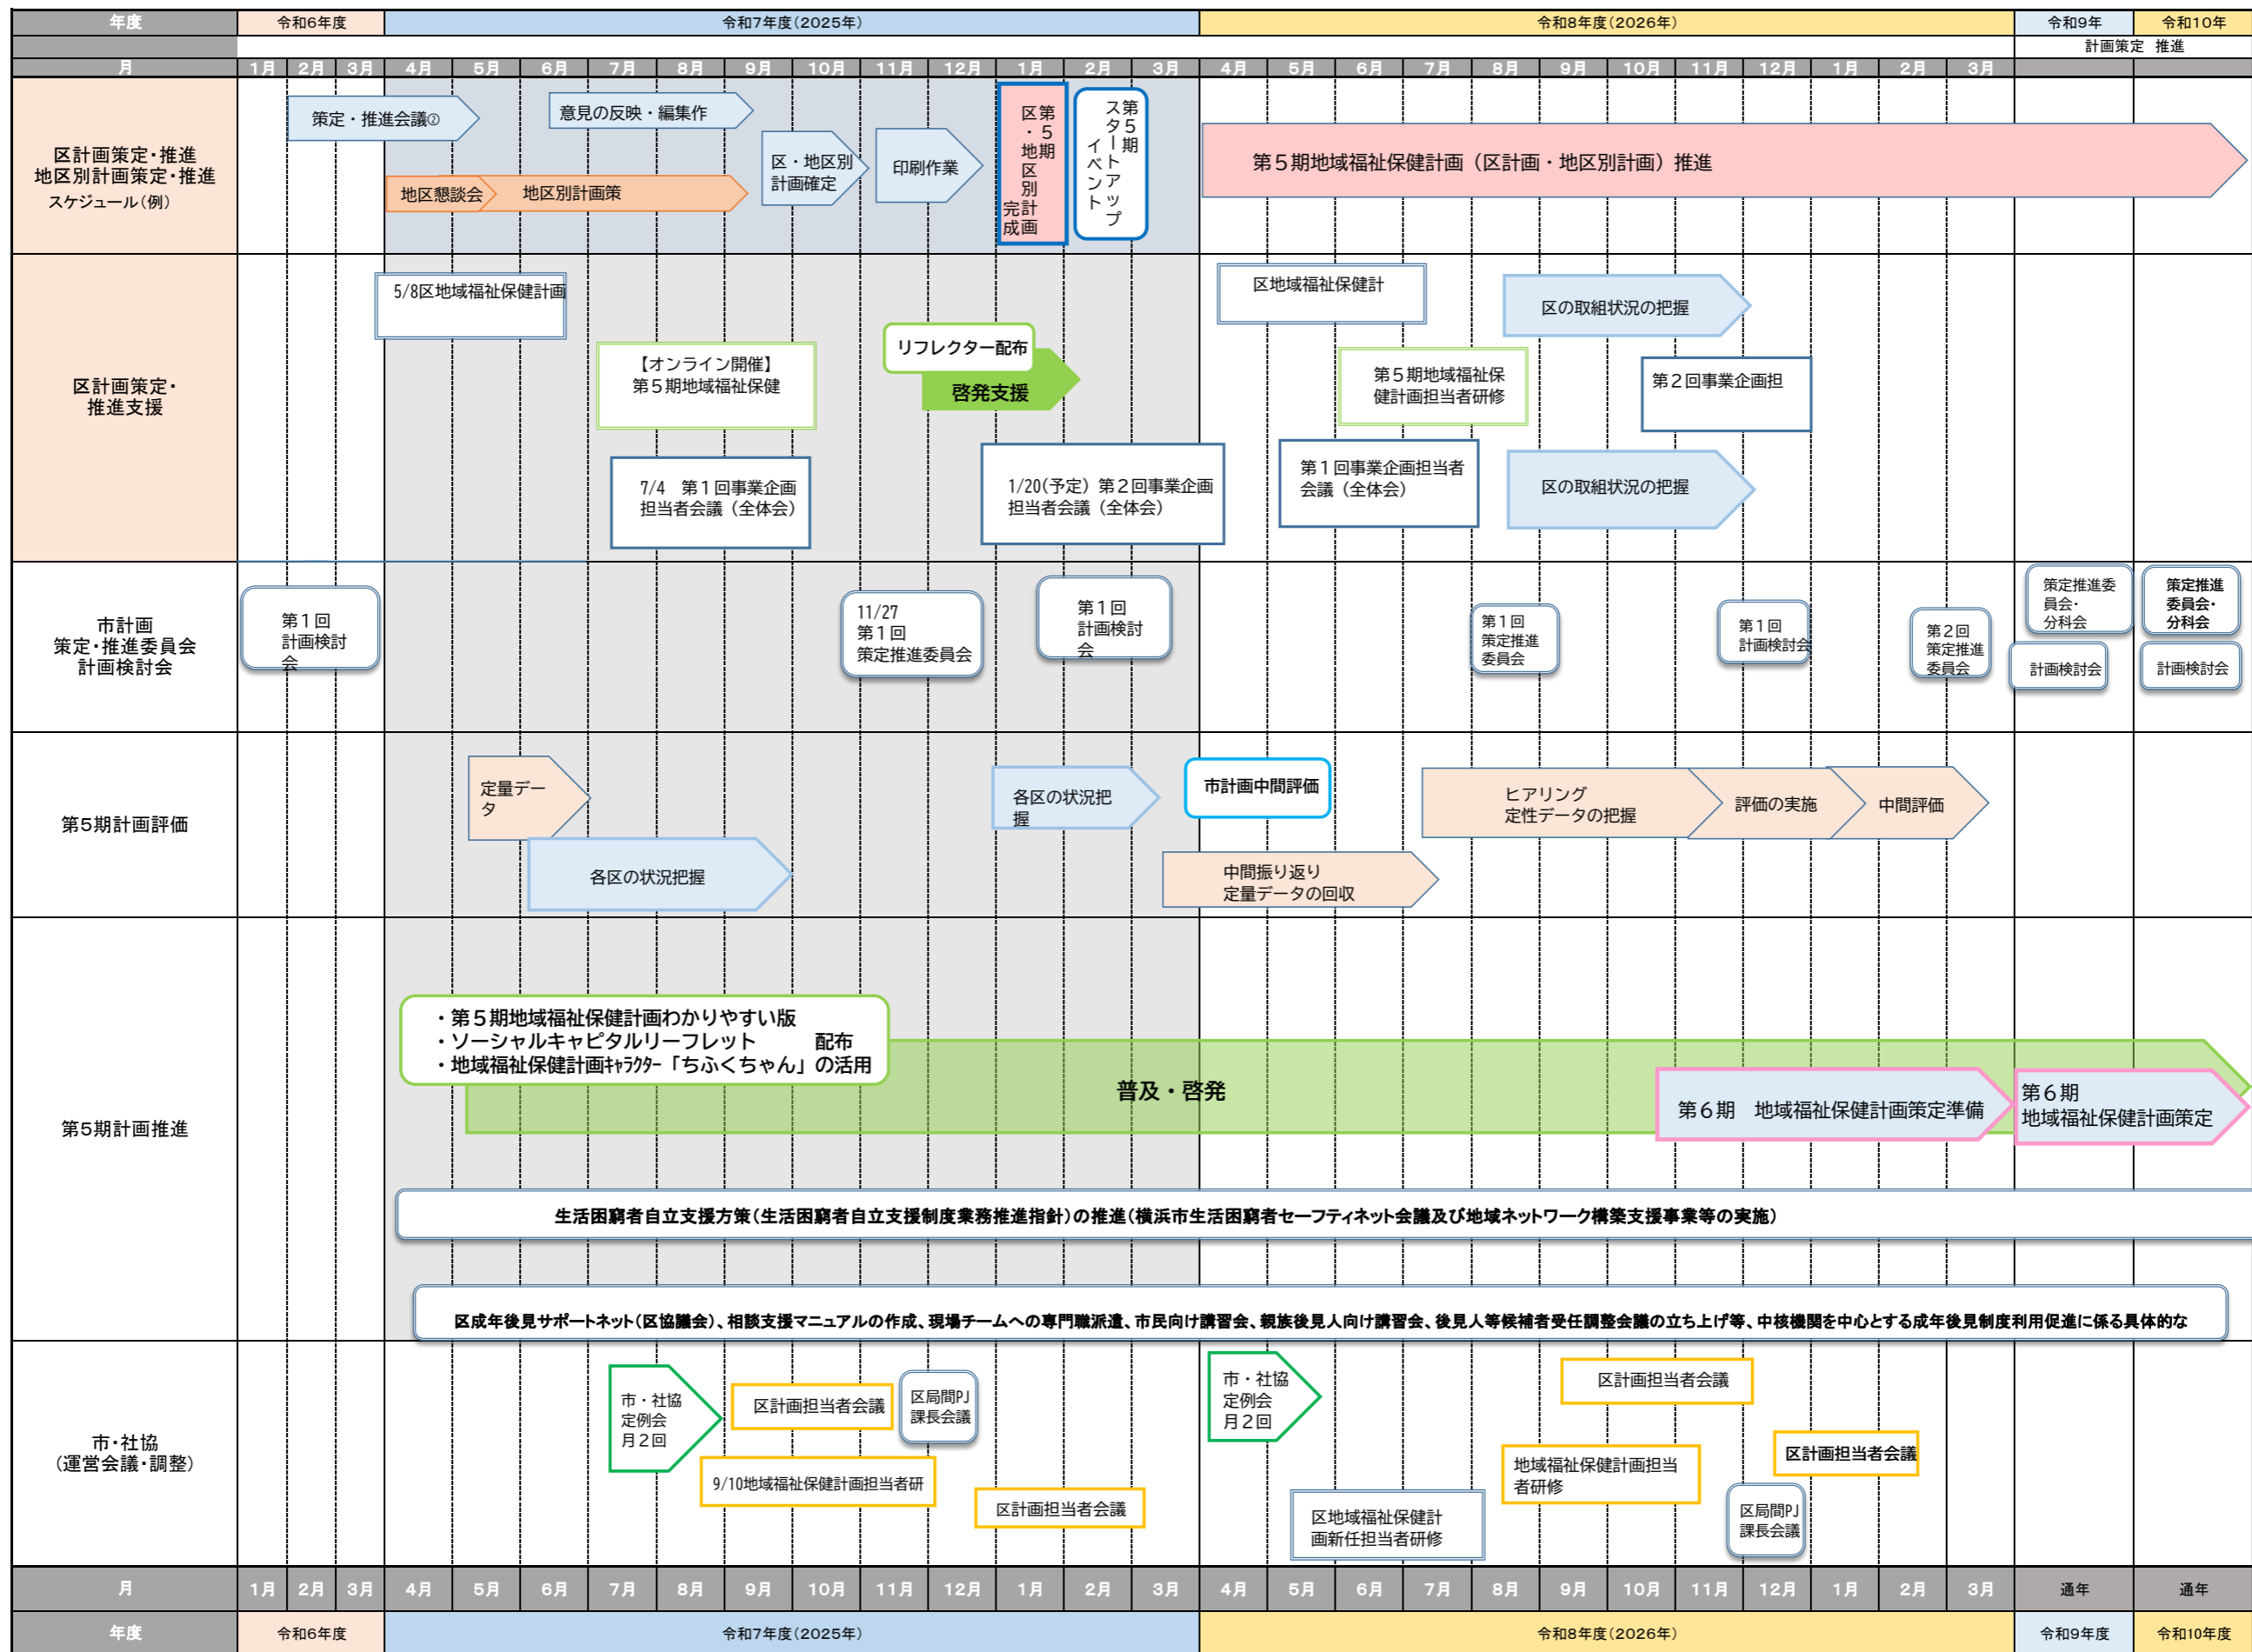 年度 令和6年度 令和7年度(2025年) 令和8年度(2026年) 令和9年 令和10年
計画策定 推進
月 1月 2月 3月 4月 5月 6月 7月 8月 9月 10月 11月 12月 1月 2月 3月 4月 5月 6月 7月 8月 9月 10月 11月 12月 1月 2月 3月
区計画策定・推進
地区別計画策定・推進
スケジュール(例)
策定・推進会議②
意見の反映・編集作
地区懇談会
地区別計画策
区・地区別
計画確定
印刷作業
第5期
区・地区別計画
完成
第5期
スタートアップ
イベント
第5期地域福祉保健計画(区計画・地区別計画)推進
区計画策定・
推進支援
5/8区地域福祉保健計画
【オンライン開催】
第5期地域福祉保健
7/4 第1回事業企画
担当者会議(全体会)
リフレクター配布
啓発支援
1/20(予定)第2回事業企画
担当者会議(全体会)
区地域福祉保健計
第5期地域福祉保
健計画担当者研修
第1回事業企画担当者
会議(全体会)
区の取組状況の把握
第2回事業企画担
区の取組状況の把握
市計画
策定・推進委員会
計画検討会
第1回
計画検討
会
11/27
第1回
策定推進委員会
第1回
計画検討
会
第1回
策定推進
委員会
第1回
計画検討会
第2回
策定推進
委員会
策定推進委
員会・
分科会
計画検討会
策定推進
委員会・
分科会
計画検討会
第5期計画評価
定量デー
タ
各区の状況把握
各区の状況把
握
市計画中間評価
中間振り返り
定量データの回収
ヒアリング
定性データの把握
評価の実施
中間評価
第5期計画推進
・第5期地域福祉保健計画わかりやすい版
・ソーシャルキャピタルリーフレット 配布
・地域福祉保健計画キャラクター「ちふくちゃん」の活用
普及・啓発
第6期 地域福祉保健計画策定準備
第6期
地域福祉保健計画策定
生活困窮者自立支援方策(生活困窮者自立支援制度業務推進指針)の推進(横浜市生活困窮者セーフティネット会議及び地域ネットワーク構築支援事業等の実施)
区成年後見サポートネット(区協議会)、相談支援マニュアルの作成、現場チームへの専門職派遣、市民向け講習会、親族後見人向け講習会、後見人等候補者受任調整会議の立ち上げ等、中核機関を中心とする成年後見制度利用促進に係る具体的な
市・社協
(運営会議・調整)
市・社協
定例会
月2回
区計画担当者会議
9/10地域福祉保健計画担当者研
区局間PJ
課長会議
区計画担当者会議
市・社協
定例会
月2回
区地域福祉保健計
画新任担当者研修
区計画担当者会議
地域福祉保健計画担当
者研修
区計画担当者会議
区局間PJ
課長会議
月 1月 2月 3月 4月 5月 6月 7月 8月 9月 10月 11月 12月 1月 2月 3月 4月 5月 6月 7月 8月 9月 10月 11月 12月 1月 2月 3月 通年 通年
年度 令和6年度 令和7年度(2025年) 令和8年度(2026年) 令和9年度 令和10年度